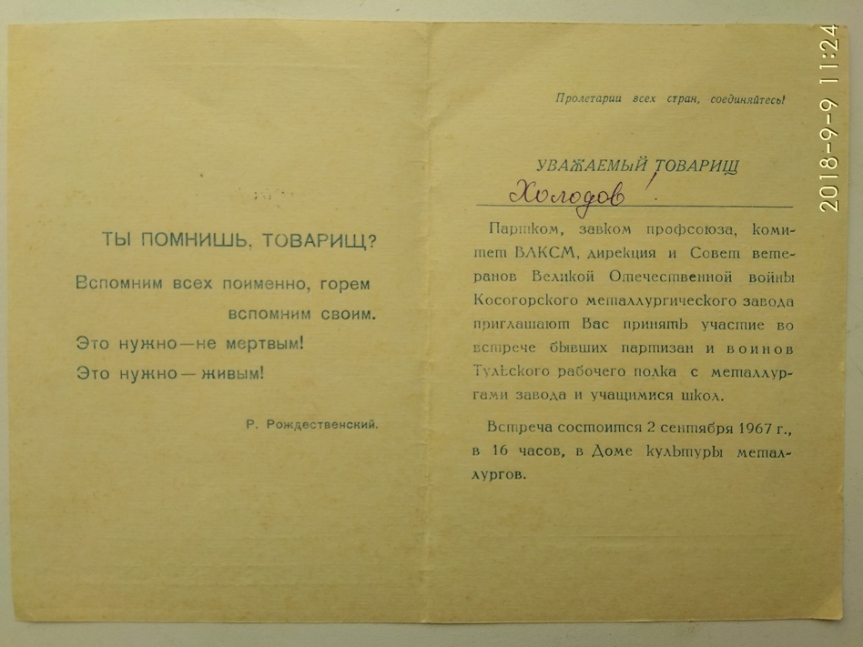 ТЫ ПОМНИШЬ, ТОВАРИЩ?
Вспомним всех поименно, горем
вспомним своим.
Это нужно—не мертвым!
Это нужно—живым!
Р. Рождественский.
Пролетарии всех стран, соединяйтесь!
УВАЖАЕМЫЙ ТОВАРИЩ
Холодов!
Партком, завком профсоюза, коми-
тет ВЛКСМ, дирекция и Совет вете-
ранов Великой Отечественной войны
Косогорского металлургического завода
приглашают Вас принять участие во
встрече бывших партизан и воинов
Тульского рабочего полка с металлур-
гами завода и учащимися школ.
Встреча состоится 2 сентября 1967 г.,
в 16 часов, в Доме культуры метал-
лургов.
2018-9-9 11:24